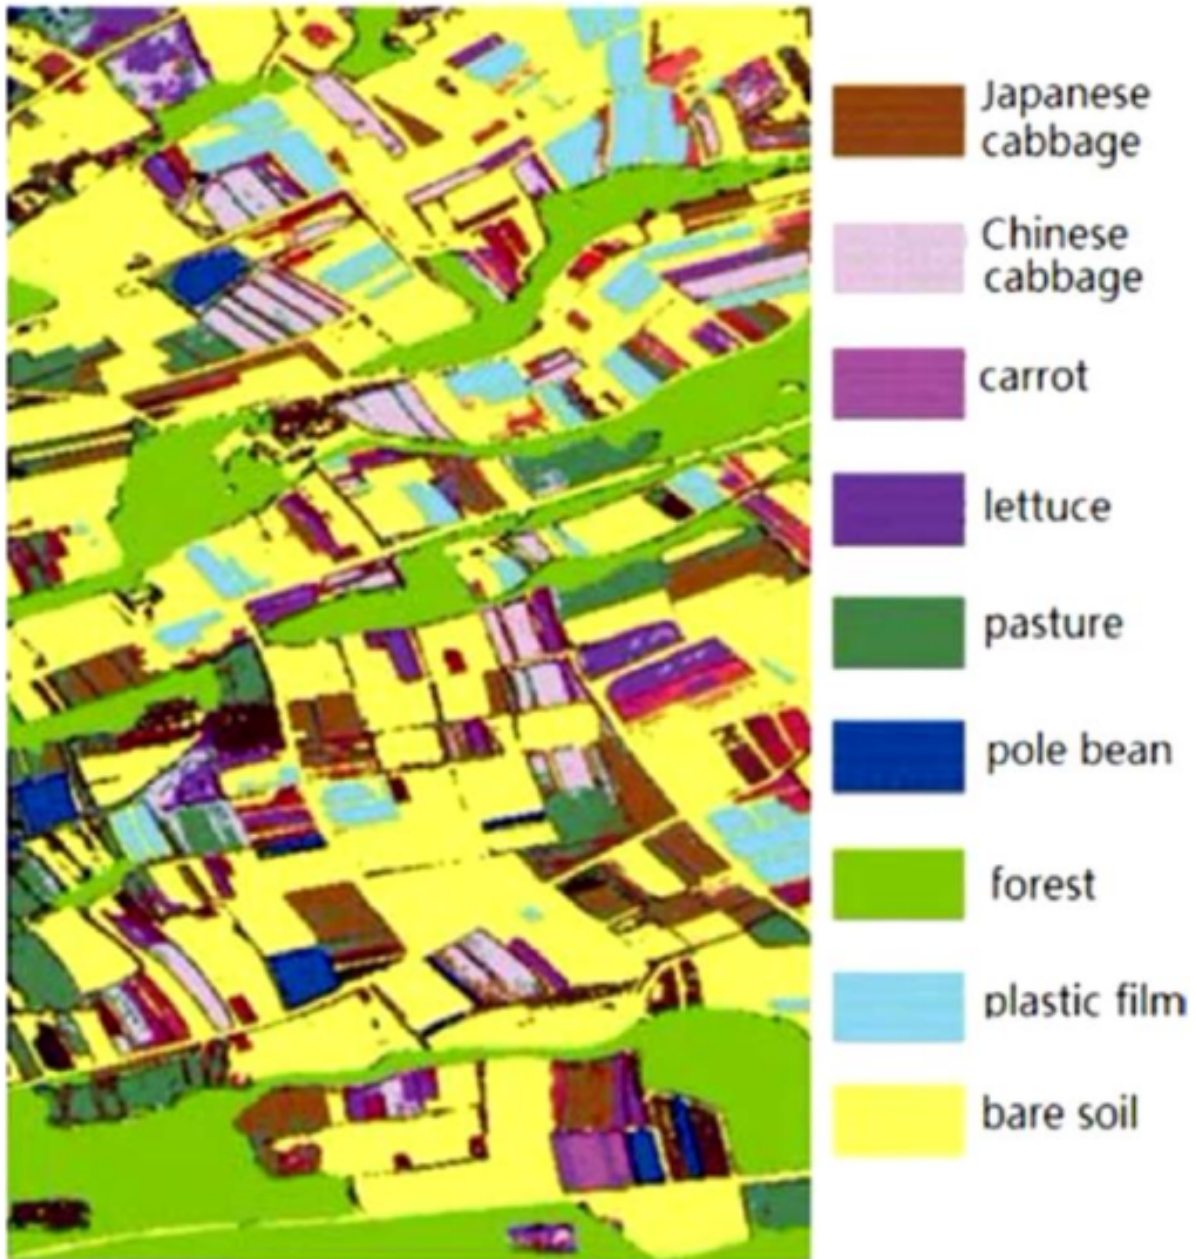 Japanese
cabbage
Chinese
cabbage
carrot
lettuce
pasture
pole bean
forest
plastic film
bare soil